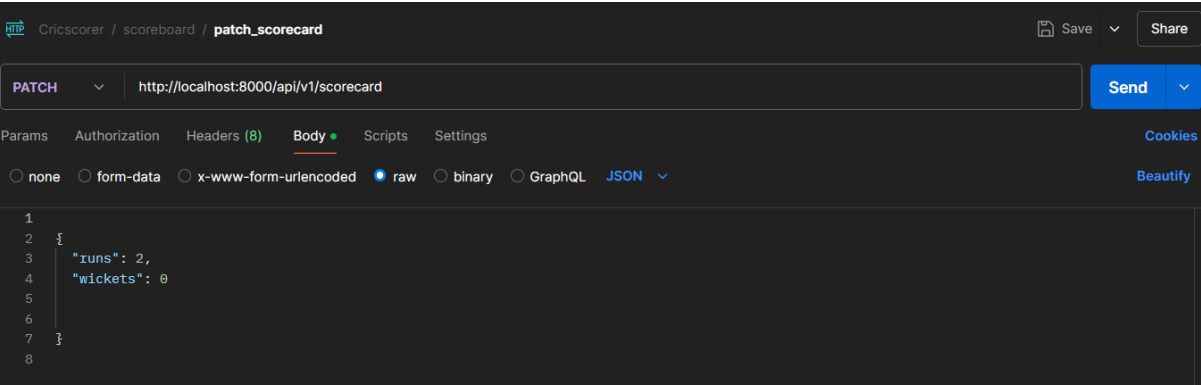 HTTP Cricscorer / scoreboard / patch_scorecard Save Share
PATCH http://localhost:8000/api/v1/scorecard Send
Params Authorization Headers (8) Body Scripts Settings Cookies
none form-data x-www-form-urlencoded raw binary GraphQL JSON Beautify
1
2 {
3 "runs": 2,
4 "wickets": 0
5
6
7 }
8